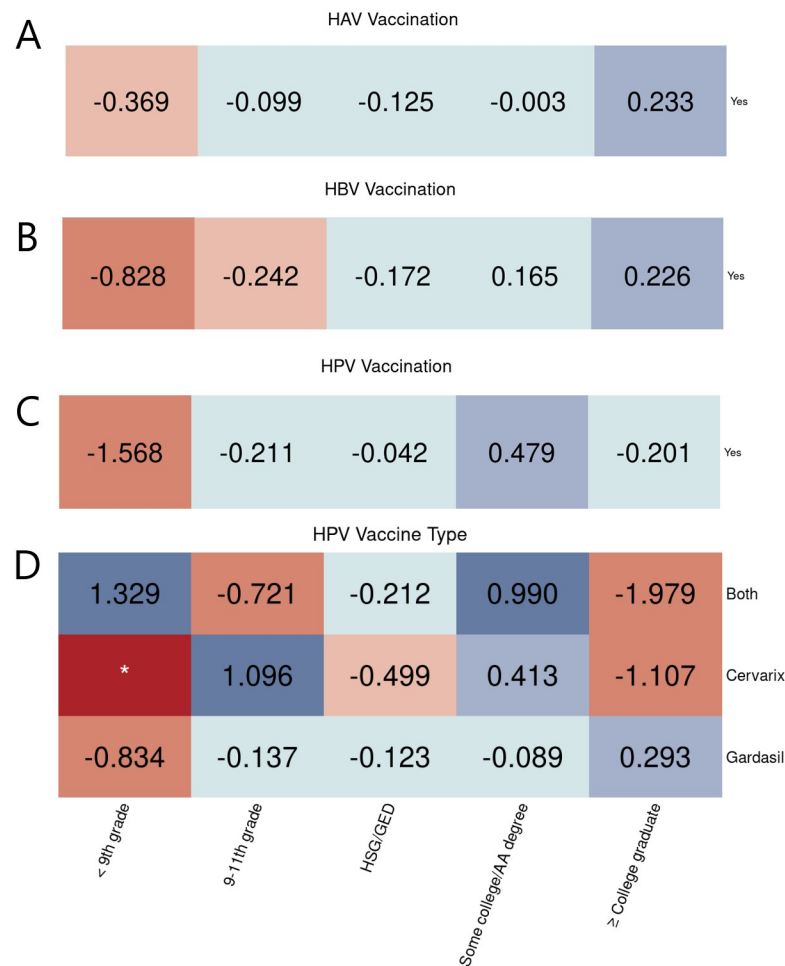 A
HAV Vaccination
-0.369 -0.099 -0.125 -0.003 0.233 Yes
HBV Vaccination
B
-0.828 -0.242 -0.172 0.165 0.226 Yes
HPV Vaccination
C
-1.568 -0.211 -0.042 0.479 -0.201 Yes
HPV Vaccine Type
D
1.329 -0.721 -0.212 0.990 -1.979 Both
* 1.096 -0.499 0.413 -1.107 Cervarix
-0.834 -0.137 -0.123 -0.089 0.293 Gardasil
< 9th grade
9-11th grade
HSG/GED
Some college/AA degree
≥ College graduate